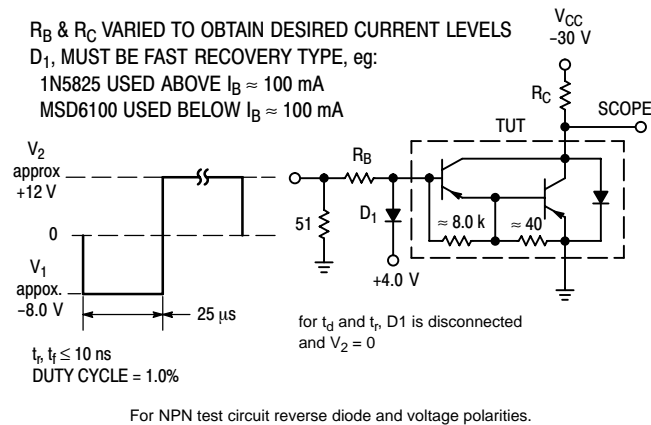 R_B & R_C VARIED TO OBTAIN DESIRED CURRENT LEVELS
D_1, MUST BE FAST RECOVERY TYPE, eg:
1N5825 USED ABOVE I_B ≈ 100 mA
MSD6100 USED BELOW I_B ≈ 100 mA
V_CC
-30 V
R_C
SCOPE
TUT
V_2
approx
+12 V
R_B
51
D_1
≈ 8.0 k
≈ 40
0
V_1
appox.
-8.0 V
+4.0 V
25 μs
for t_d and t_r, D1 is disconnected
and V_2 = 0
t_r, t_f ≤ 10 ns
DUTY CYCLE = 1.0%
For NPN test circuit reverse diode and voltage polarities.